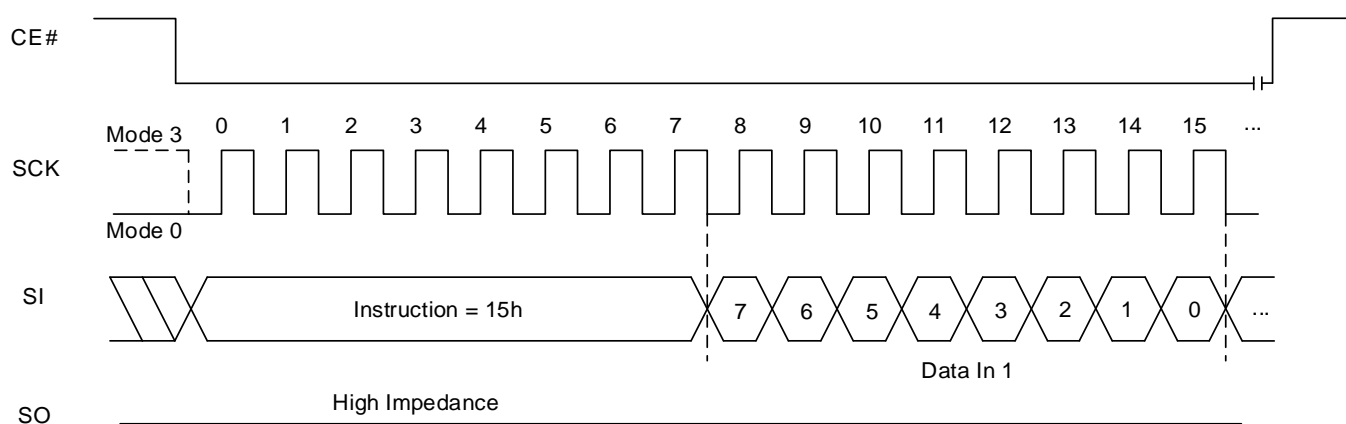 CE#
0 1 2 3 4 5 6 7 8 9 10 11 12 13 14 15 ...
Mode 3
SCK
Mode 0
SI
Instruction = 15h
7 6 5 4 3 2 1 0 ...
Data In 1
High Impedance
SO